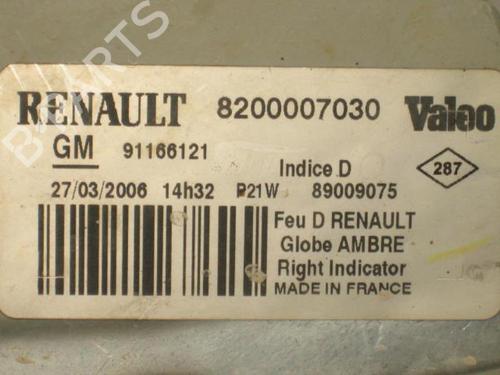 RENAULT 8200007030 Valeo
GM 91166121
Indice D 287
27/03/2006 14h32 P21W 89009075
Feu D RENAULT
Globe AMBRE
Right Indicator
MADE IN FRANCE